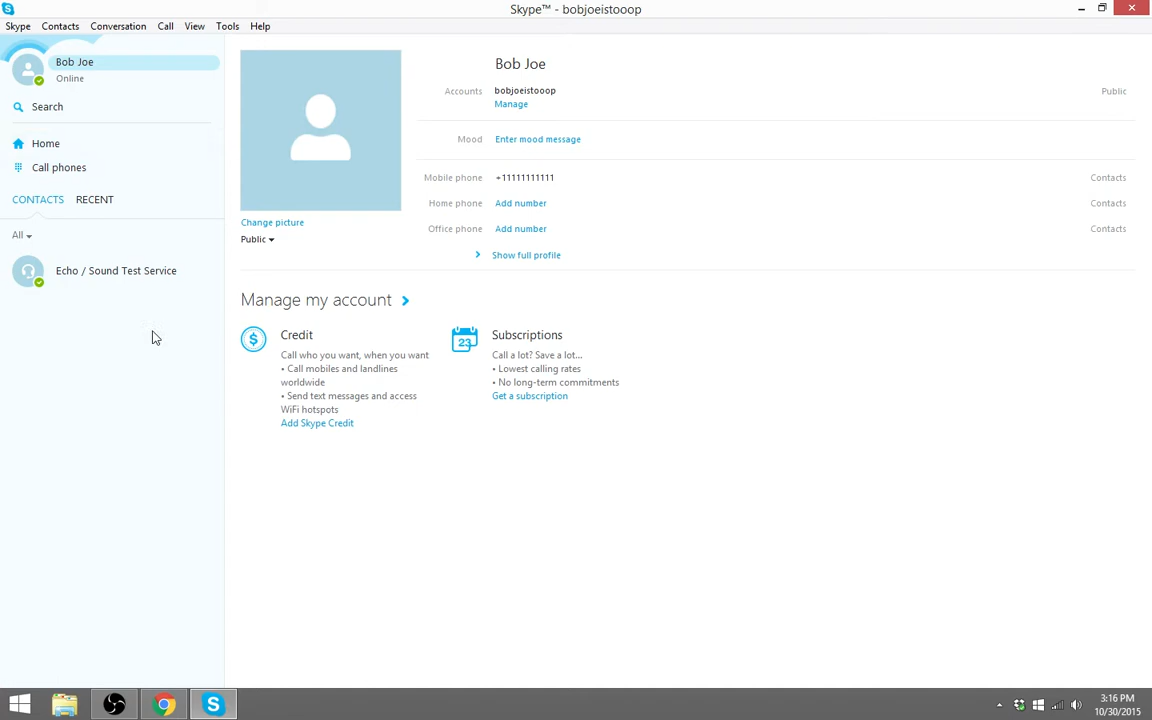 Skype™ - bobjoeistooop
Skype Contacts Conversation Call View Tools Help
Bob Joe
Online
Search
Home
Call phones
CONTACTS RECENT
All
Echo / Sound Test Service
Change picture
Public
Bob Joe
Accounts bobjoeistooop Public
Manage
Mood Enter mood message
Mobile phone +11111111111 Contacts
Home phone Add number Contacts
Office phone Add number Contacts
Show full profile
Manage my account
$
Credit
Call who you want, when you want
• Call mobiles and landlines
worldwide
• Send text messages and access
WiFi hotspots
Add Skype Credit
23
Subscriptions
Call a lot? Save a lot...
• Lowest calling rates
• No long-term commitments
Get a subscription
3:16 PM
10/30/2015